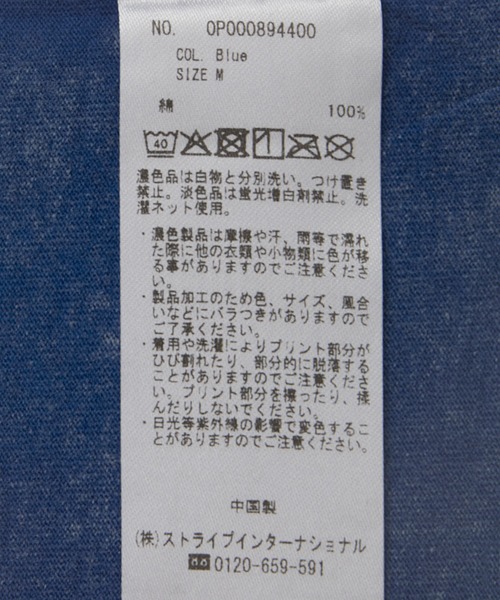 NO. 0P000894400
COL. Blue
SIZE M
綿 100%
40
濃色品は白物と分別洗い。つけ置き
禁止。淡色品は蛍光増白剤禁止。洗
濯ネット使用。
・濃色製品は摩擦や汗、雨等で濡れ
た際に他の衣類や小物類に色が移
る事がありますのでご注意くださ
い。
・製品加工のため色、サイズ、風合
いなどにバラつきがありますので
ご了承ください。
・着用や洗濯によりプリント部分が
ひび割れたり、部分的に脱落する
ことがありますのでご注意くださ
い。プリント部分を擦ったり、揉
んだりしないでください。
・日光等紫外線の影響で変色するこ
とがありますのでご注意ください。
中国製
(株)ストライプインターナショナル
0120-659-591